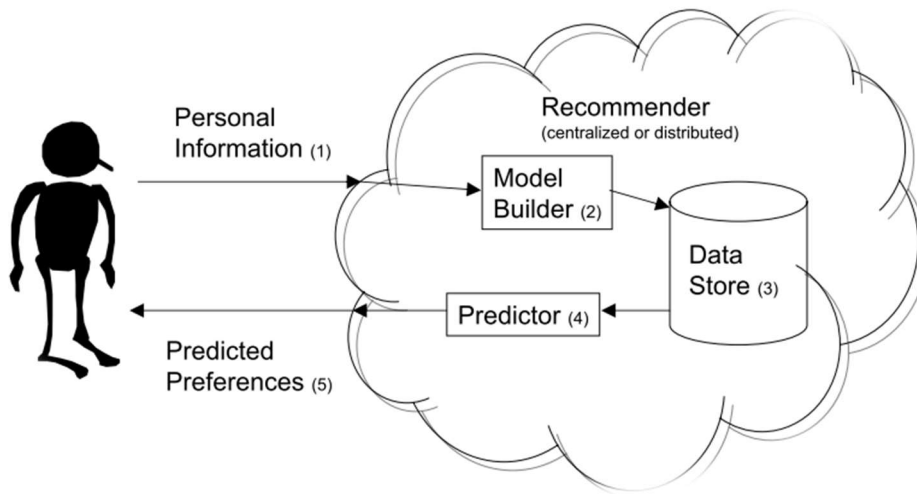 Personal
Information (1)
Recommender
(centralized or distributed)
Model
Builder (2)
Data
Store (3)
Predictor (4)
Predicted
Preferences (5)